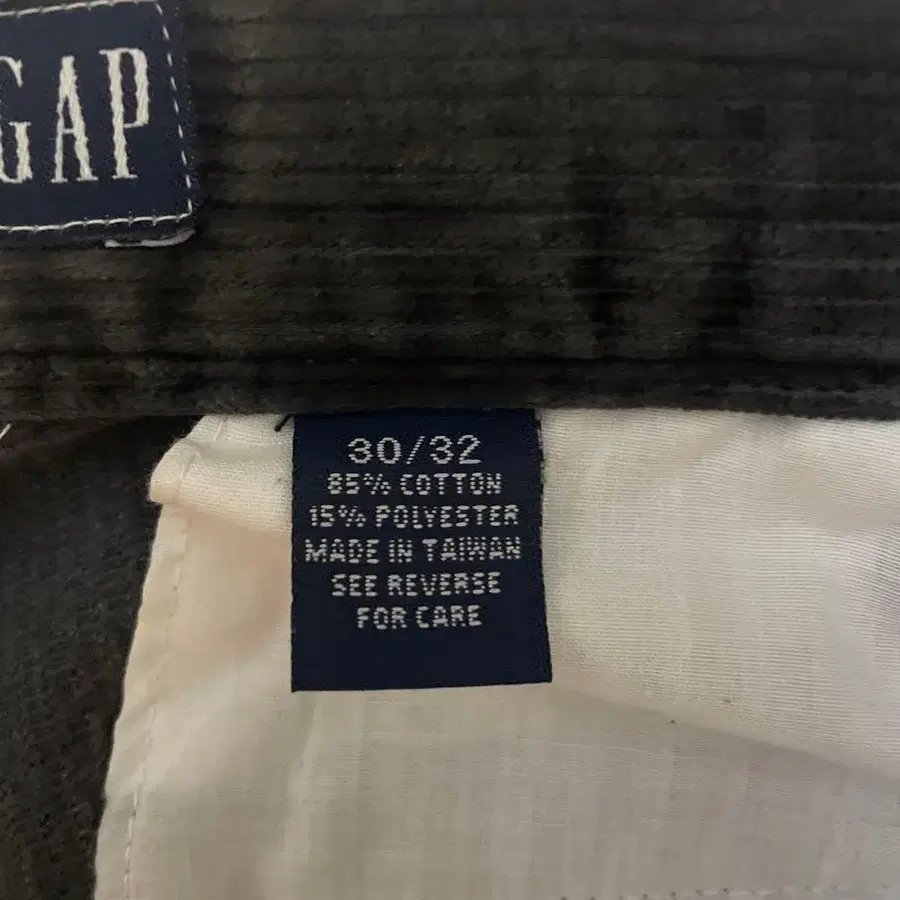 GAP
30/32
85% COTTON
15% POLYESTER
MADE IN TAIWAN
SEE REVERSE
FOR CARE